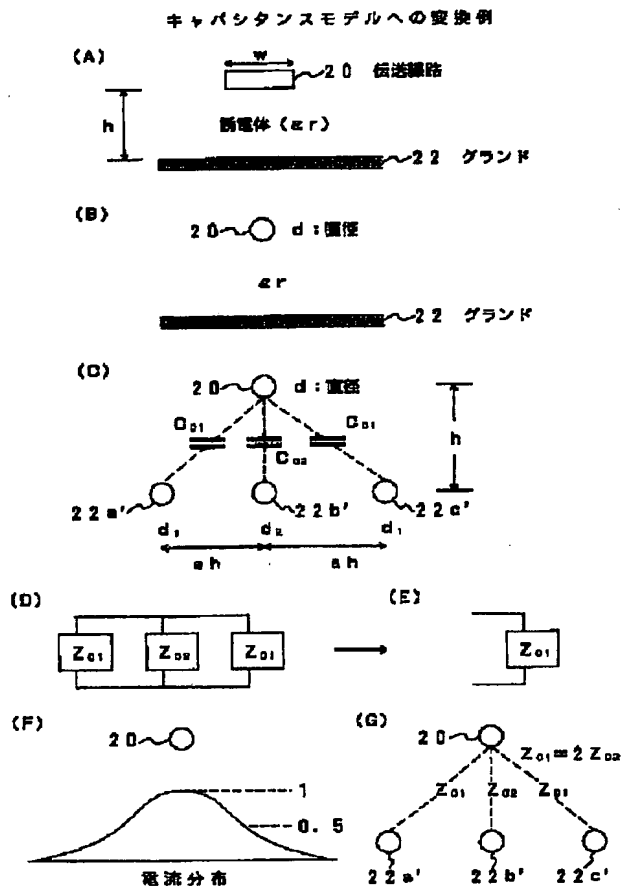 キャパシタンスモデルへの変換例
(A)
w
20 伝送線路
h
誘電体(εr)
22 グランド
(B)
20 d:直径
εr
22 グランド
(C)
20 d:直径
C01 C02 C01
h
22a' 22b' 22c'
d1 d2 d1
ah ah
(D) (E)
Z01 Z02 Z01 Z01
(F) (G)
20
1
0.5
電流分布
20
Z01=2Z02
Z01 Z02 Z01
22a' 22b' 22c'